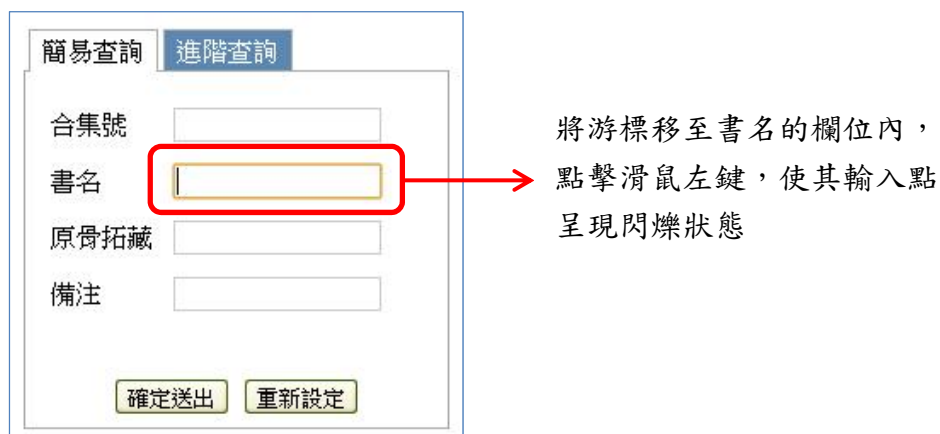 簡易查詢 進階查詢
合集號
書名
原骨拓藏
備注
確定送出 重新設定
將游標移至書名的欄位內，
點擊滑鼠左鍵，使其輸入點
呈現閃爍狀態